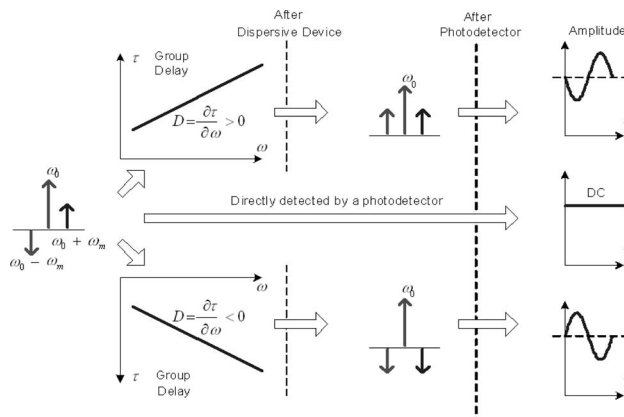 After
Dispersive Device
After
Photodetector
Amplitude
τ Group
Delay
D = ∂τ/∂ω > 0
ω
ω₀
ω₀
ω₀ + ωₘ
ω₀ − ωₘ
Directly detected by a photodetector
DC
ω
D = ∂τ/∂ω < 0
τ Group
Delay
ω₀